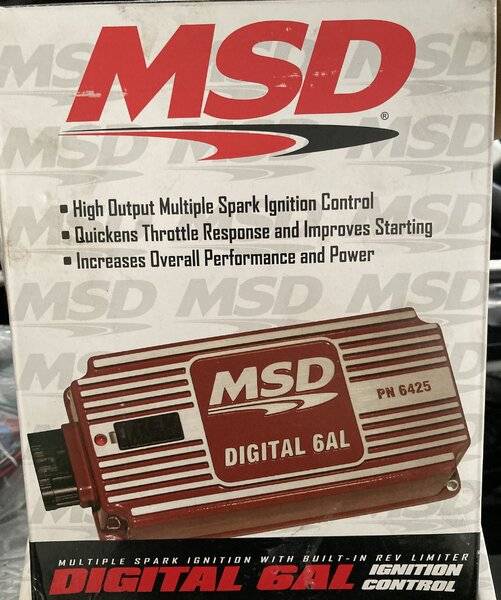 MSD
®
▪ High Output Multiple Spark Ignition Control
▪ Quickens Throttle Response and Improves Starting
▪ Increases Overall Performance and Power
MSD
PN 6425
DIGITAL 6AL
MULTIPLE SPARK IGNITION WITH BUILT-IN REV LIMITER
DIGITAL 6AL IGNITION
CONTROL